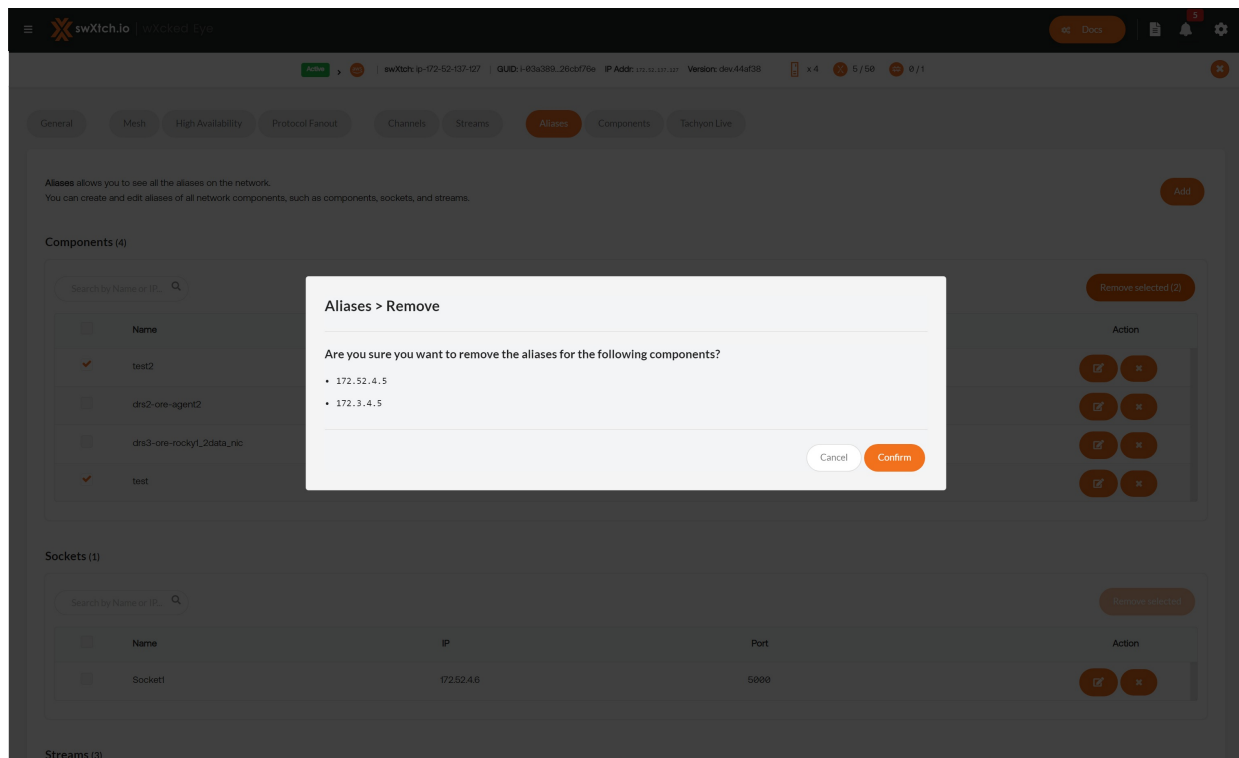 swXtch.io | wXcked Eye
Docs
5
Active > swXtch: ip-172-52-137-127 GUID: i-03a389...26cbf76e IP Addr: 172.52.137.127 Version: dev.44af38 x 4 5 / 50 0 / 1
General Mesh High Availability Protocol Fanout Channels Streams Aliases Components Tachyon Live
Aliases allows you to see all the aliases on the network.
You can create and edit aliases of all network components, such as components, sockets, and streams.
Add
Components (4)
Search by Name or IP...
Remove selected (2)
Name Action
test2
drs2-ore-agent2
drs3-ore-rocky1_2data_nic
test
Aliases > Remove
Are you sure you want to remove the aliases for the following components?
• 172.52.4.5
• 172.3.4.5
Cancel Confirm
Sockets (1)
Search by Name or IP...
Remove selected
Name IP Port Action
Socket1 172.52.4.6 5000
Streams (3)